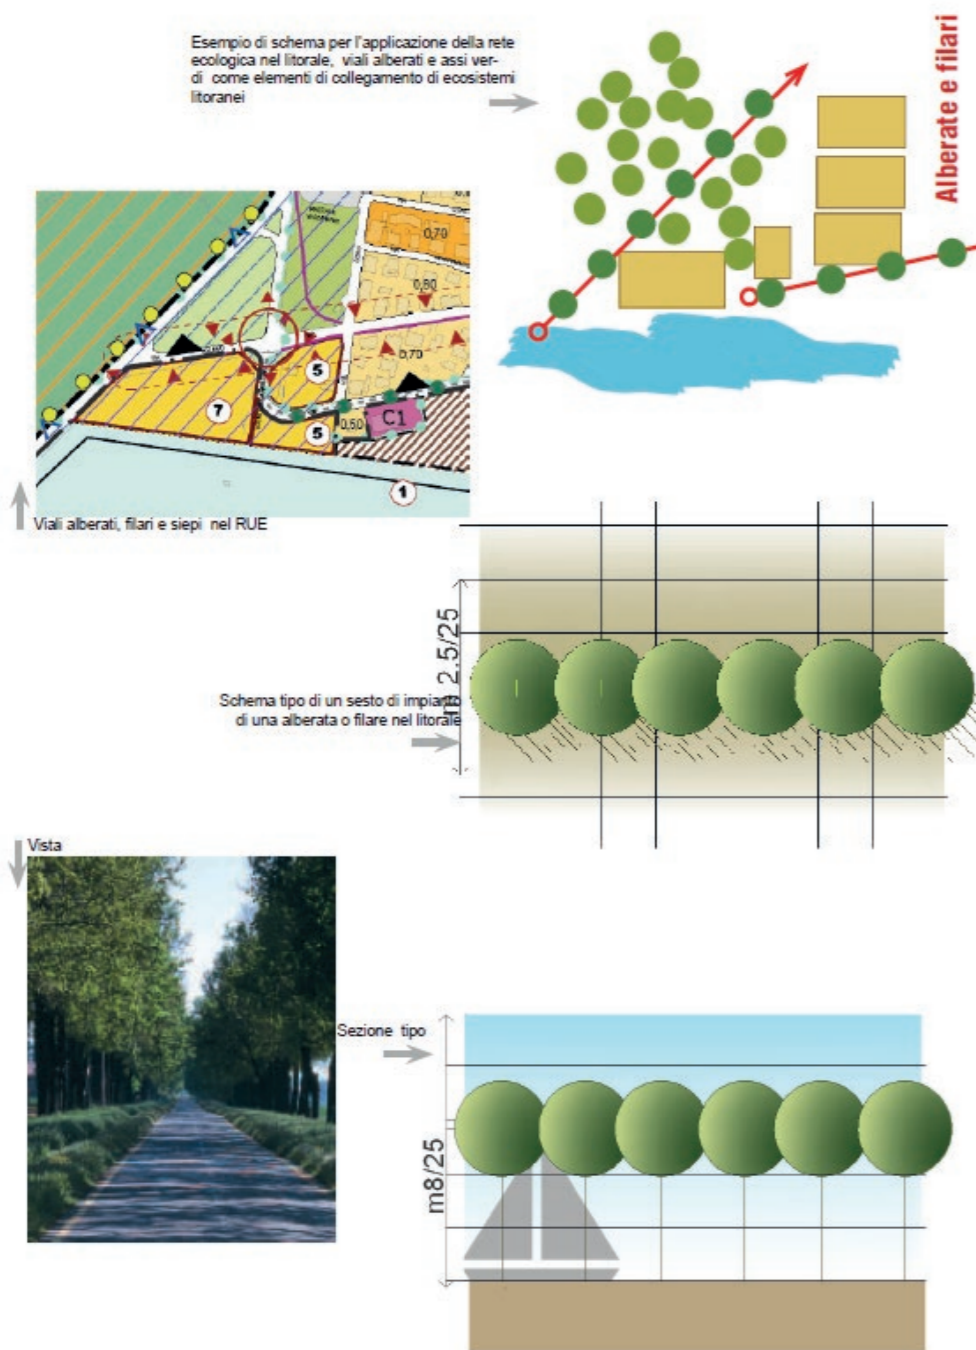 Esempio di schema per l'applicazione della rete
ecologica nel litorale, viali alberati e assi ver-
di come elementi di collegamento di ecosistemi
litoranei
Alberate e filari
0,70
0,70
5
7
5
0,50
C1
1
Viali alberati, filari e siepi nel RUE
2,5/25
Schema tipo di un sesto di impianto
di una alberata o filare nel litorale
Vista
Sezione tipo
m8/25